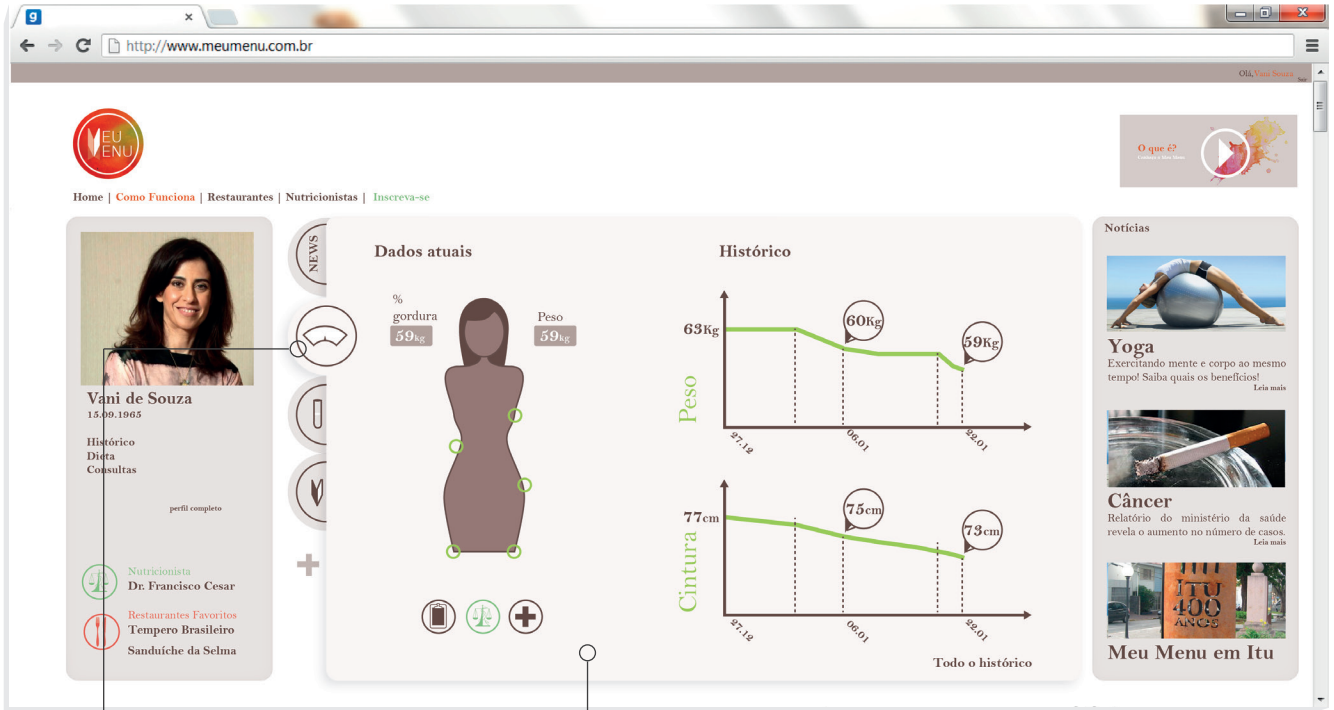 g
http://www.meumenu.com.br
Olá, Vani Souza
MEU
MENU
O que é?
Home | Como Funciona | Restaurantes | Nutricionistas | Inscreva-se
Vani de Souza
15.09.1965
Histórico
Dieta
Consultas
perfil completo
Nutricionista
Dr. Francisco Cesar
Restaurantes Favoritos
Tempero Brasileiro
Sanduíche da Selma
NEWS
Dados atuais
%
gordura
59kg
Peso
59kg
Histórico
63Kg
60Kg
59Kg
Peso
27.12
06.01
22.01
77cm
75cm
73cm
Cintura
27.12
06.01
22.01
Todo o histórico
Notícias
Yoga
Exercitando mente e corpo ao mesmo
tempo! Saiba quais os benefícios!
Leia mais
Câncer
Relatório do ministério da saúde
revela o aumento no número de casos.
Leia mais
ITU
400
ANOS
Meu Menu em Itu